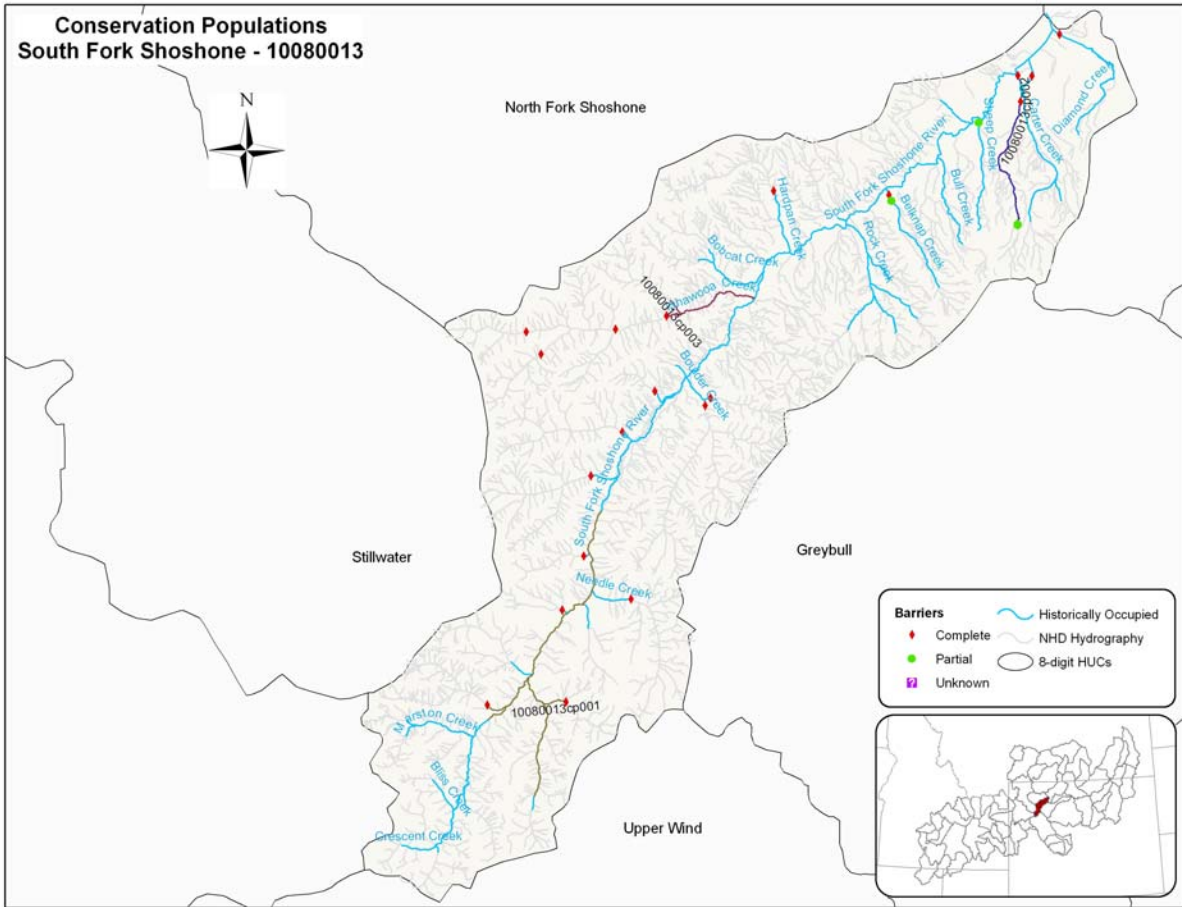 Conservation Populations
South Fork Shoshone - 10080013
N
North Fork Shoshone
Diamond Creek
Carter Creek
10080013cp002
Sheep Creek
Bull Creek
South Fork Shoshone River
Belknap Creek
Rock Creek
Hardpan Creek
Bobcat Creek
10080013cp003
Boulder Creek
South Fork Shoshone River
Stillwater
Greybull
Needle Creek
10080013cp001
Marston Creek
Bliss Creek
Crescent Creek
Upper Wind
Barriers
Complete
Partial
? Unknown
Historically Occupied
NHD Hydrography
8-digit HUCs